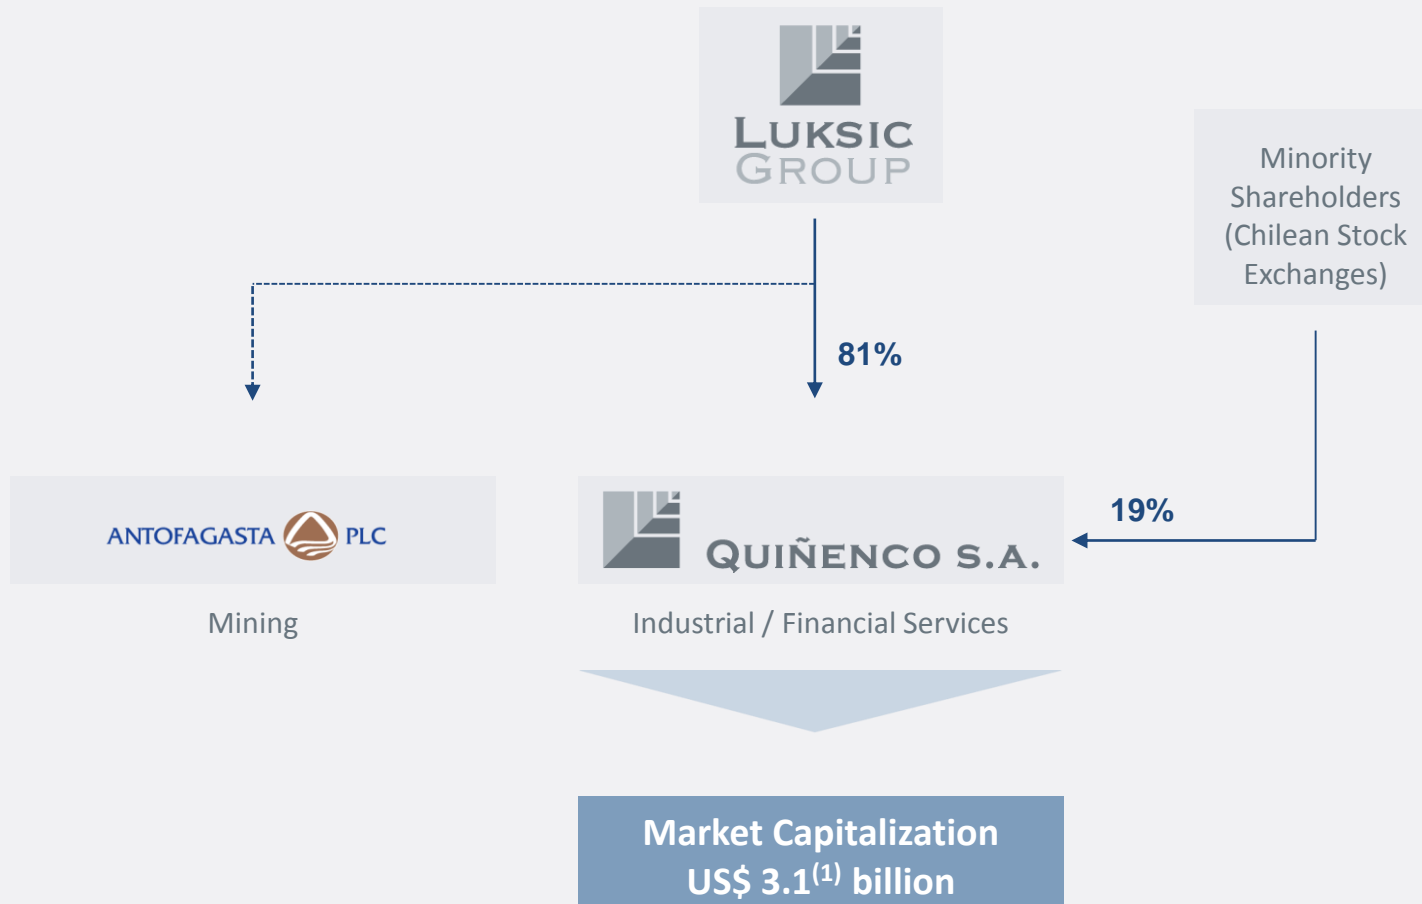 LUKSIC
GROUP
Minority
Shareholders
(Chilean Stock
Exchanges)
81%
19%
ANTOFAGASTA PLC
QUIÑENCO S.A.
Mining
Industrial / Financial Services
Market Capitalization
US$ 3.1(1) billion